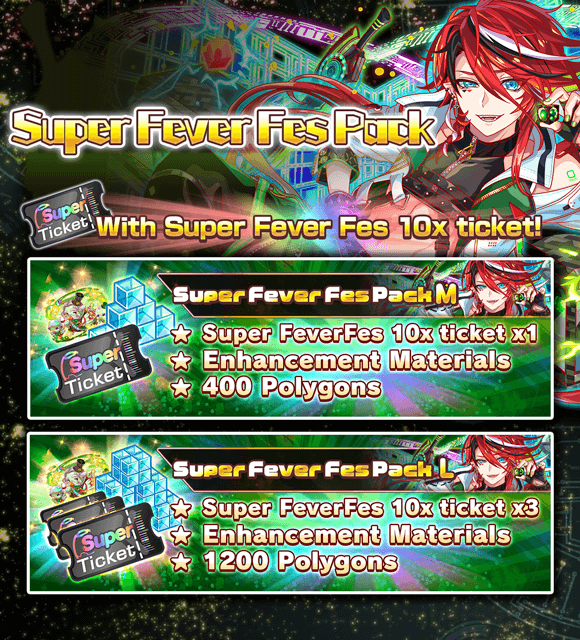 Super Fever Fes Pack
Super
Ticket
With Super Fever Fes 10x ticket!
Super Fever Fes Pack M
★ Super FeverFes 10x ticket x1
★ Enhancement Materials
★ 400 Polygons
Super
Ticket
Super Fever Fes Pack L
★ Super FeverFes 10x ticket x3
★ Enhancement Materials
★ 1200 Polygons
Super
Ticket